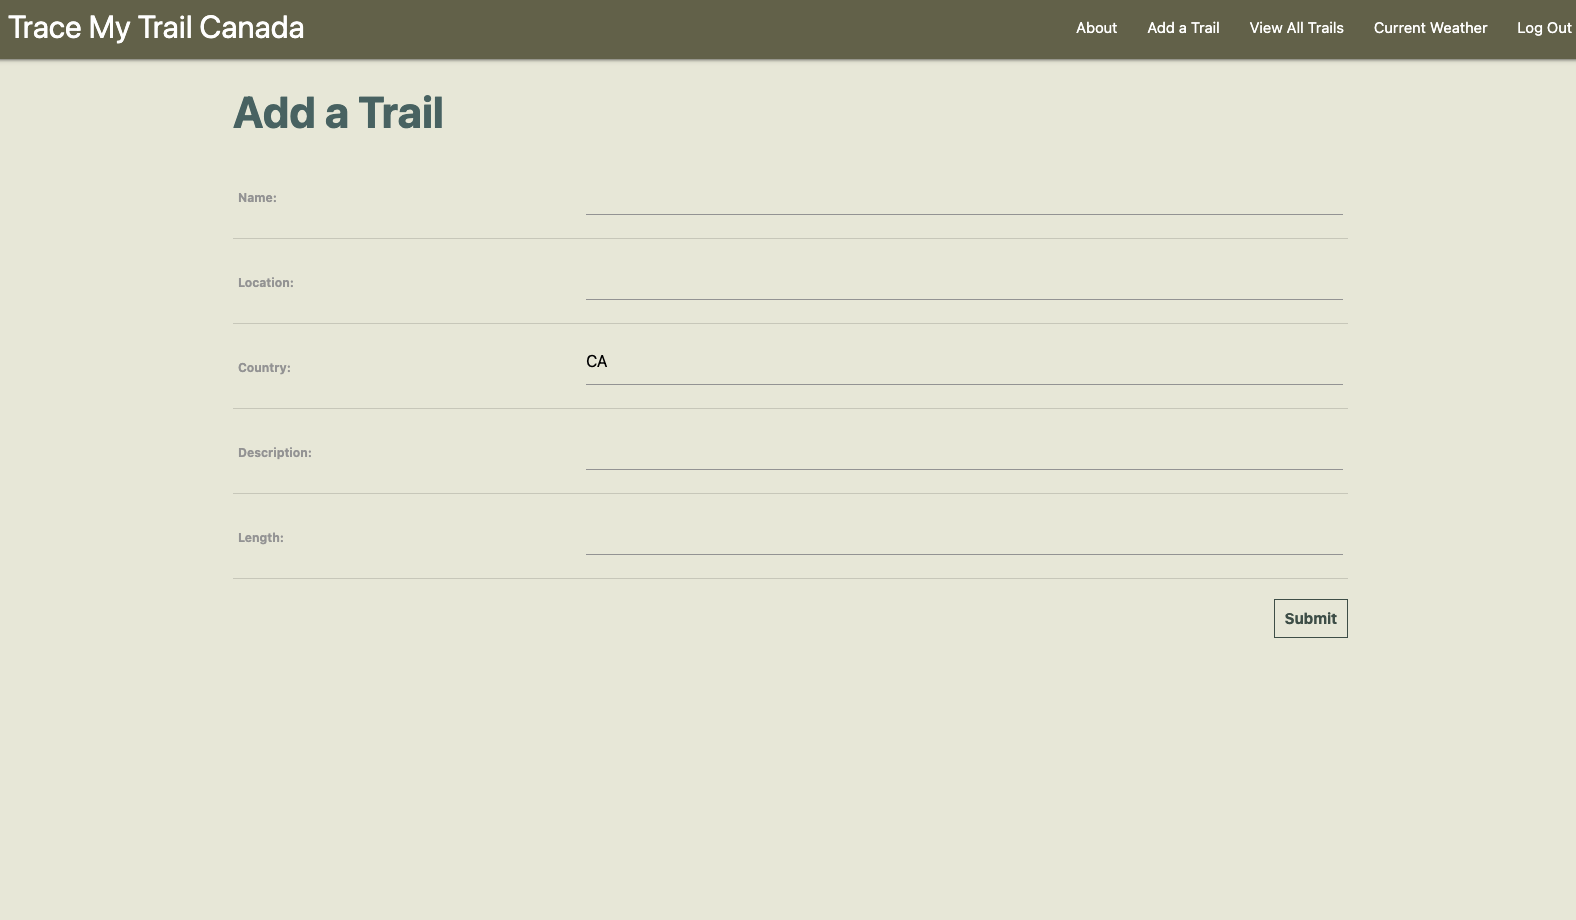 Trace My Trail Canada
About
Add a Trail
View All Trails
Current Weather
Log Out
Add a Trail
Name:
Location:
Country:
CA
Description:
Length:
Submit